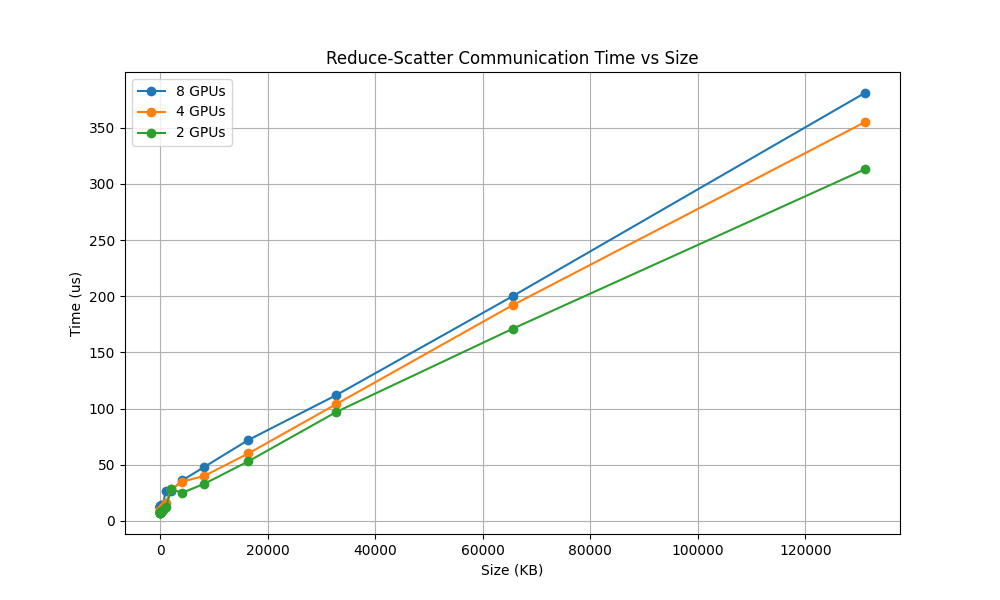 Reduce-Scatter Communication Time vs Size
8 GPUs
4 GPUs
2 GPUs
350
300
250
200
150
100
50
0
Time (us)
0 20000 40000 60000 80000 100000 120000
Size (KB)